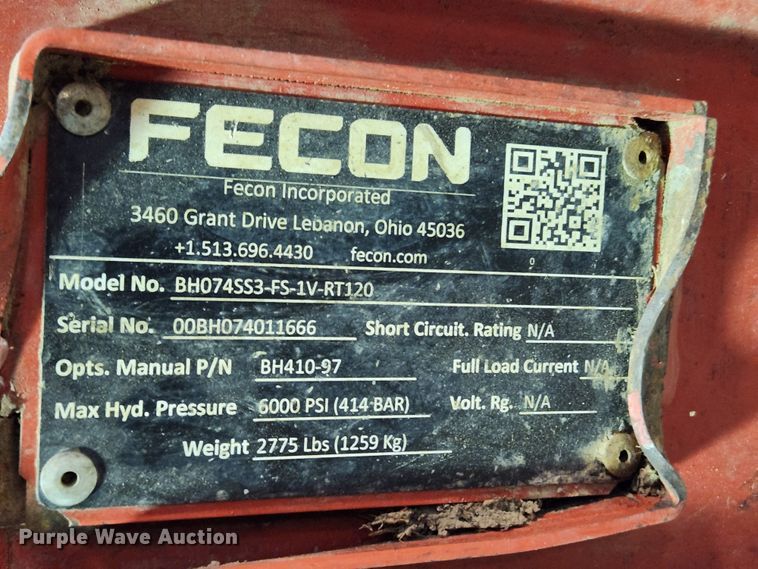 FECON
Fecon Incorporated
3460 Grant Drive Lebanon, Ohio 45036
+1.513.696.4430 fecon.com
Model No. BH074SS3-FS-1V-RT120
Serial No. 00BH074011666 Short Circuit. Rating N/A
Opts. Manual P/N BH410-97 Full Load Current N/A
Max Hyd. Pressure 6000 PSI (414 BAR) Volt. Rg. N/A
Weight 2775 Lbs (1259 Kg)
Purple Wave Auction